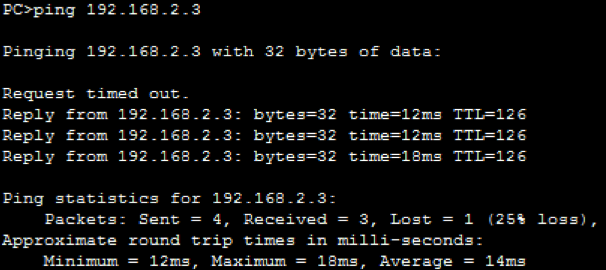 PC>ping 192.168.2.3
Pinging 192.168.2.3 with 32 bytes of data:
Request timed out.
Reply from 192.168.2.3: bytes=32 time=12ms TTL=126
Reply from 192.168.2.3: bytes=32 time=12ms TTL=126
Reply from 192.168.2.3: bytes=32 time=18ms TTL=126
Ping statistics for 192.168.2.3:
    Packets: Sent = 4, Received = 3, Lost = 1 (25% loss),
Approximate round trip times in milli-seconds:
    Minimum = 12ms, Maximum = 18ms, Average = 14ms